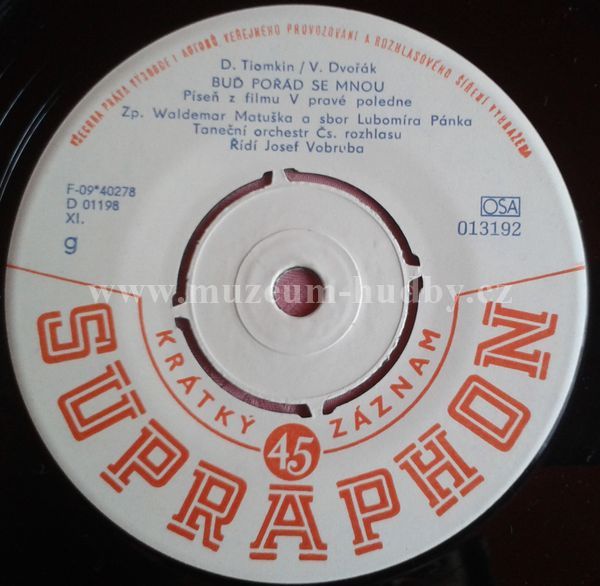 VŠECHNA PRÁVA VÝROBCE I AUTORŮ, VEŘEJNÉHO PROVOZOVÁNÍ A ROZHLASOVÉHO ŠÍŘENÍ VYHRAŽENA
D. Tiomkin / V. Dvořák
BUĎ POŘÁD SE MNOU
Píseň z filmu V pravé poledne
Zp. Waldemar Matuška a sbor Lubomíra Pánka
Taneční orchestr Čs. rozhlasu
Řídí Josef Vobruba
F-09*40278
D 01198
XI.
g
OSA
013192
www.muzeum-hudby.cz
KRÁTKÝ 45 ZÁZNAM
SUPRAPHON